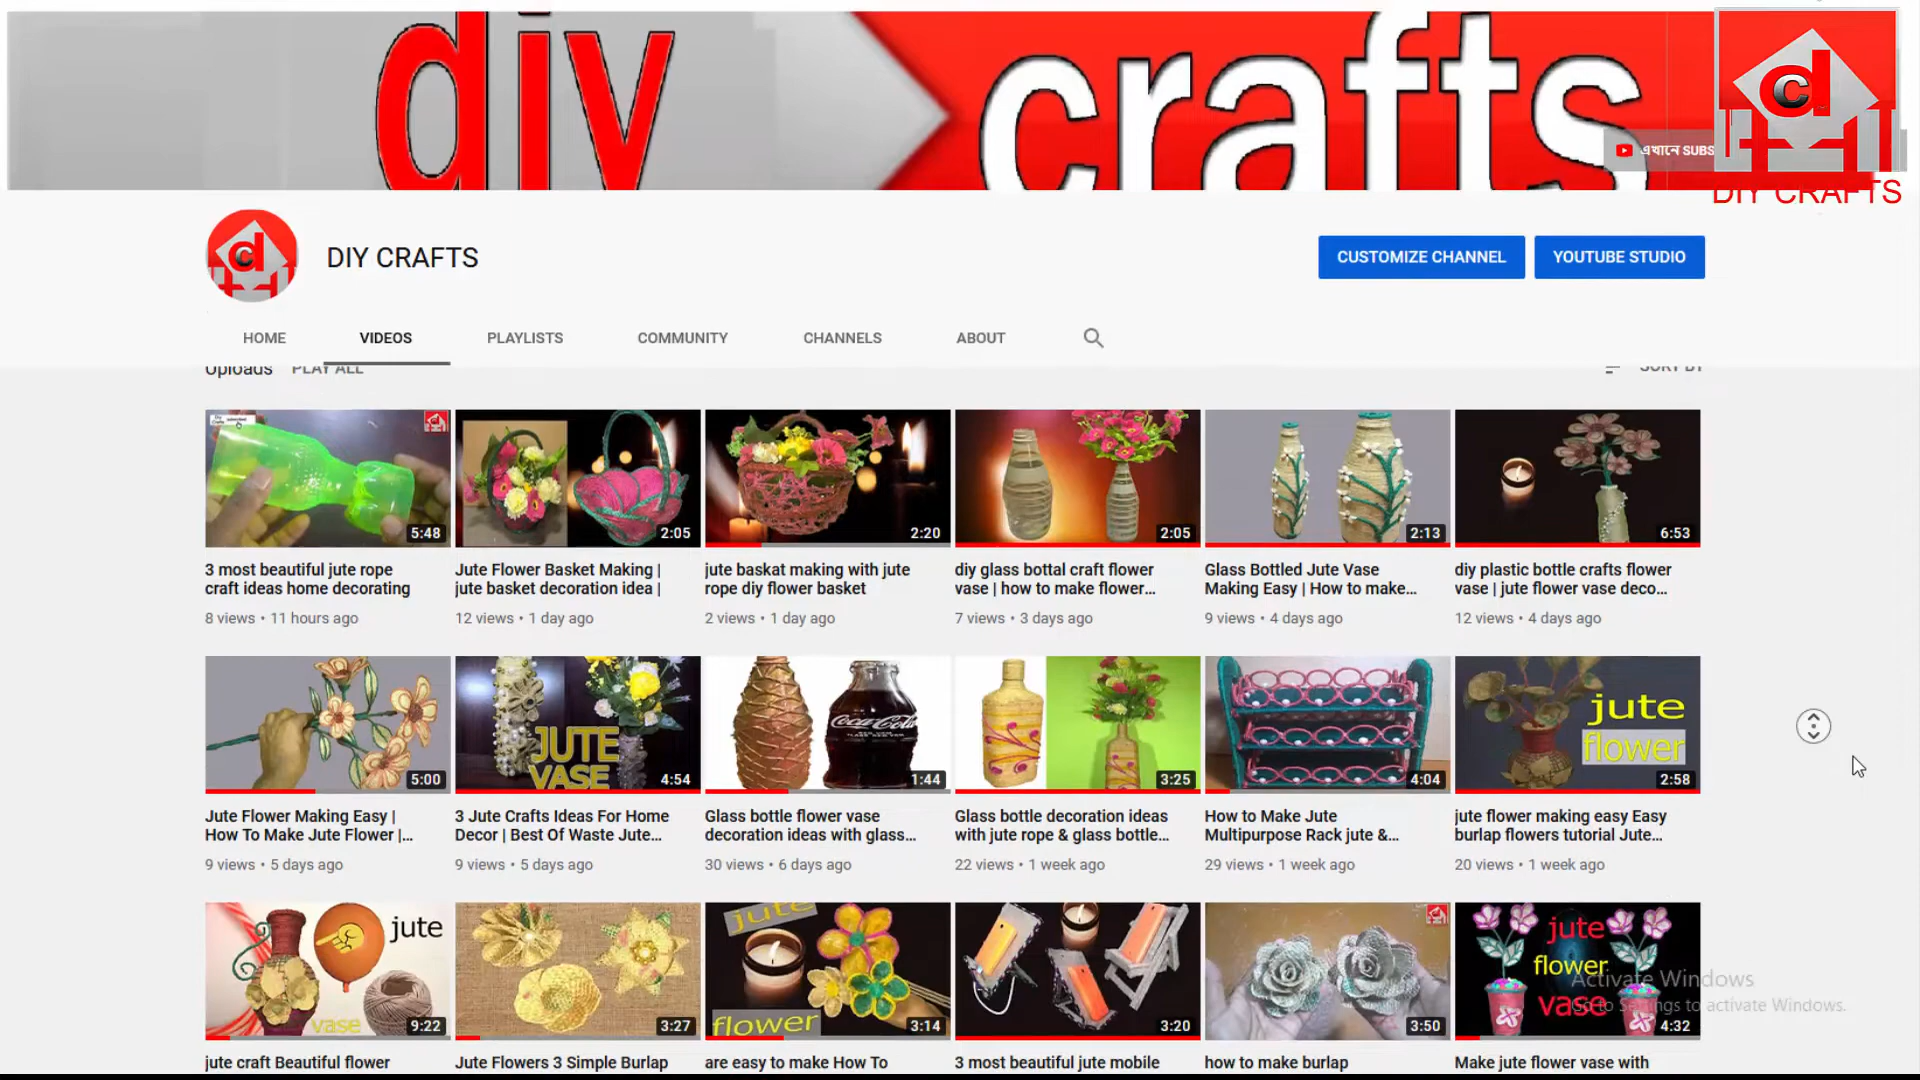 diy crafts
এখানে SUBS
DIY CRAFTS
DIY CRAFTS
CUSTOMIZE CHANNEL
YOUTUBE STUDIO
HOME
VIDEOS
PLAYLISTS
COMMUNITY
CHANNELS
ABOUT
Uploads
PLAY ALL
SORT BY
5:48
2:05
2:20
2:05
2:13
6:53
3 most beautiful jute rope
craft ideas home decorating
8 views • 11 hours ago
Jute Flower Basket Making |
jute basket decoration idea |
12 views • 1 day ago
jute baskat making with jute
rope diy flower basket
2 views • 1 day ago
diy glass bottal craft flower
vase | how to make flower...
7 views • 3 days ago
Glass Bottled Jute Vase
Making Easy | How to make...
9 views • 4 days ago
diy plastic bottle crafts flower
vase | jute flower vase deco...
12 views • 4 days ago
5:00
JUTE
VASE
4:54
Coca-Cola
1:44
3:25
4:04
jute
flower
2:58
Jute Flower Making Easy |
How To Make Jute Flower |...
9 views • 5 days ago
3 Jute Crafts Ideas For Home
Decor | Best Of Waste Jute...
9 views • 5 days ago
Glass bottle flower vase
decoration ideas with glass...
30 views • 6 days ago
Glass bottle decoration ideas
with jute rope & glass bottle...
22 views • 1 week ago
How to Make Jute
Multipurpose Rack jute &...
29 views • 1 week ago
jute flower making easy Easy
burlap flowers tutorial Jute...
20 views • 1 week ago
jute
vase
9:22
3:27
jute
flower
3:14
3:20
3:50
jute
flower
vase
4:32
Activate Windows
Go to Settings to activate Windows.
jute craft Beautiful flower
Jute Flowers 3 Simple Burlap
are easy to make How To
3 most beautiful jute mobile
how to make burlap
Make jute flower vase with